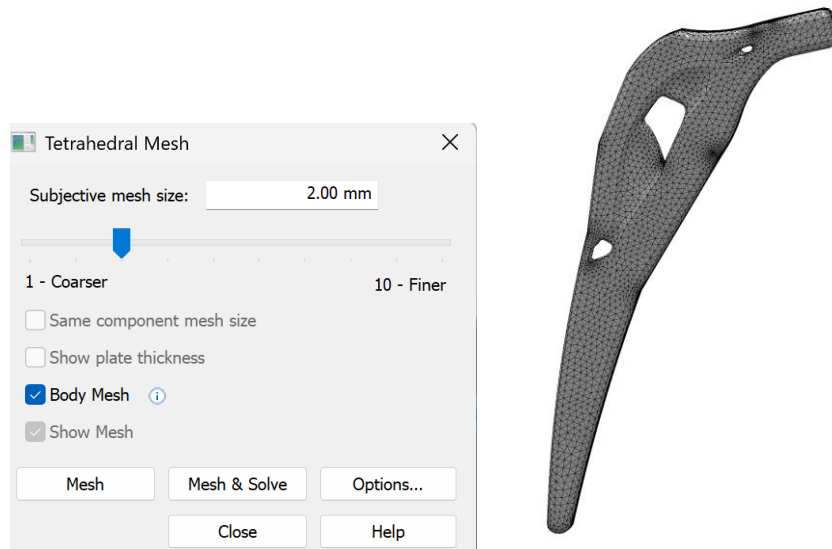 Tetrahedral Mesh
Subjective mesh size: 2.00 mm
1 - Coarser 10 - Finer
Same component mesh size
Show plate thickness
Body Mesh
Show Mesh
Mesh Mesh & Solve Options...
Close Help